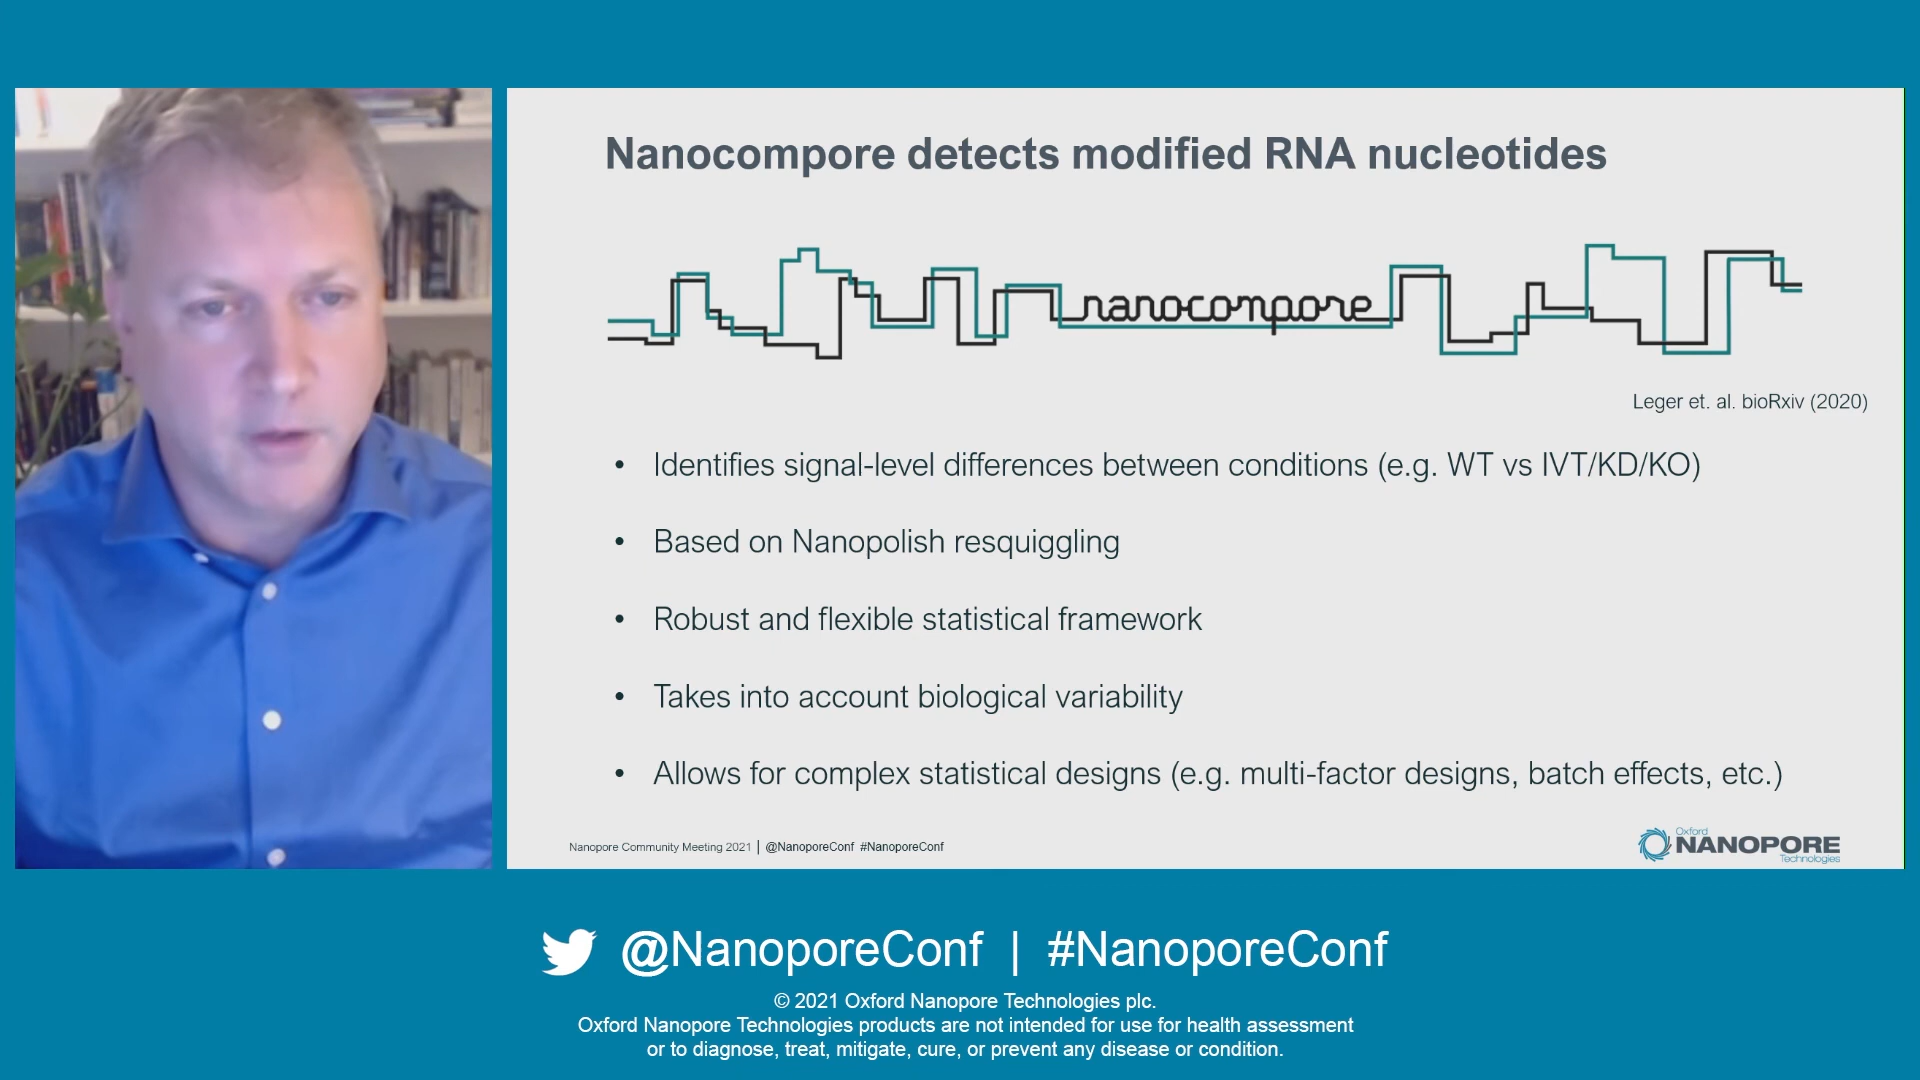 Nanocompore detects modified RNA nucleotides
nanocompore
Leger et. al. bioRxiv (2020)
• Identifies signal-level differences between conditions (e.g. WT vs IVT/KD/KO)
• Based on Nanopolish resquiggling
• Robust and flexible statistical framework
• Takes into account biological variability
• Allows for complex statistical designs (e.g. multi-factor designs, batch effects, etc.)
Nanopore Community Meeting 2021 | @NanoporeConf #NanoporeConf
Oxford
NANOPORE
Technologies
@NanoporeConf | #NanoporeConf
© 2021 Oxford Nanopore Technologies plc.
Oxford Nanopore Technologies products are not intended for use for health assessment
or to diagnose, treat, mitigate, cure, or prevent any disease or condition.